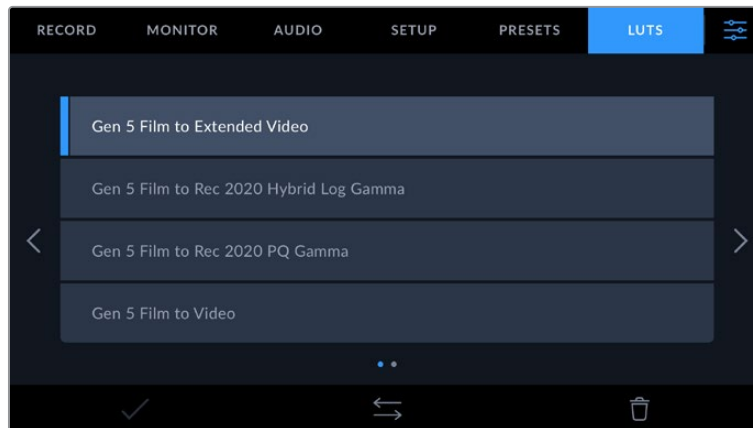 RECORD MONITOR AUDIO SETUP PRESETS LUTS
Gen 5 Film to Extended Video
Gen 5 Film to Rec 2020 Hybrid Log Gamma
Gen 5 Film to Rec 2020 PQ Gamma
Gen 5 Film to Video